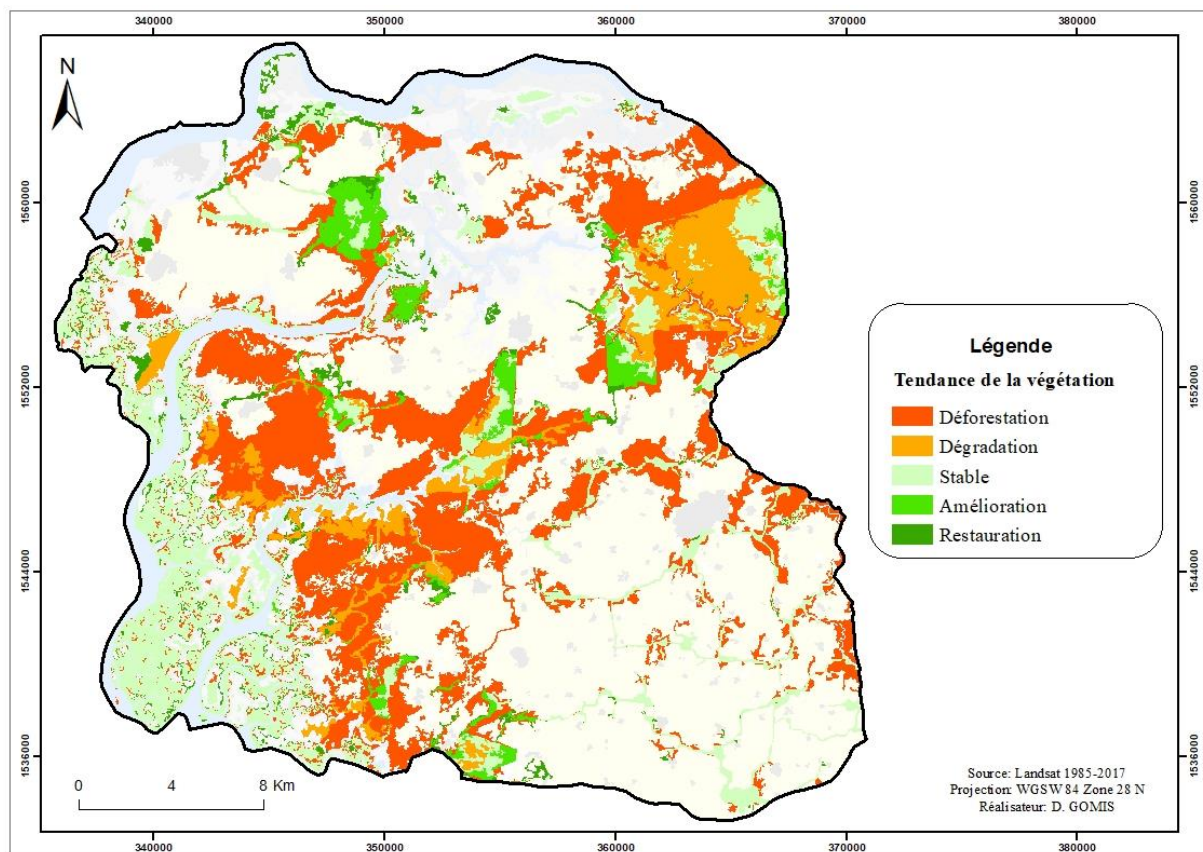 340000 350000 360000 370000 380000
N
1560000 1560000
1552000 1552000
1544000 1544000
1536000 1536000
Légende
Tendance de la végétation
Déforestation
Dégradation
Stable
Amélioration
Restauration
0 4 8 Km
Source: Landsat 1985-2017
Projection: WGSW 84 Zone 28 N
Réalisateur: D. GOMIS
340000 350000 360000 370000 380000